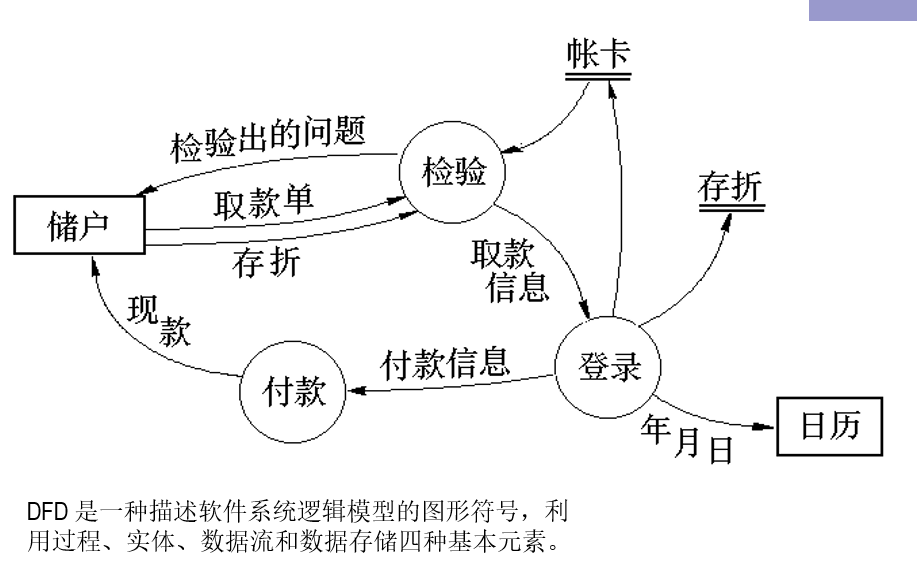 帐卡
检验出的问题
检验
存折
取款单
储户
存折
取款
信息
现款
付款信息
登录
付款
日历
年月日
DFD 是一种描述软件系统逻辑模型的图形符号，利
用过程、实体、数据流和数据存储四种基本元素。